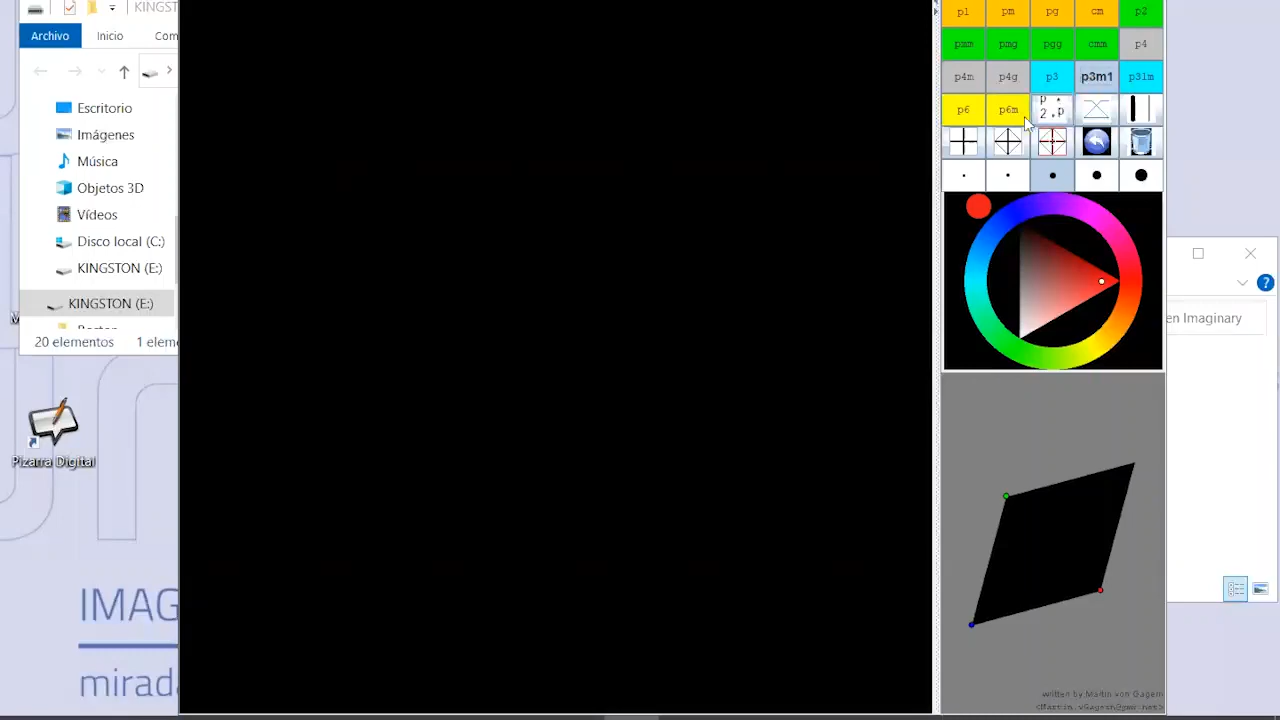 KINGST
Archivo
Inicio
Com
Escritorio
Imágenes
Música
Objetos 3D
Vídeos
Disco local (C:)
KINGSTON (E:)
KINGSTON (E:)
20 elementos
1 eleme
Pizarra Digital
IMAG
mirada
p1 pm pg cm p2
pmm pmg pgg cmm p4
p4m p4g p3 p3m1 p31m
p6 p6m
en Imaginary
?
written by Martin von Gagern